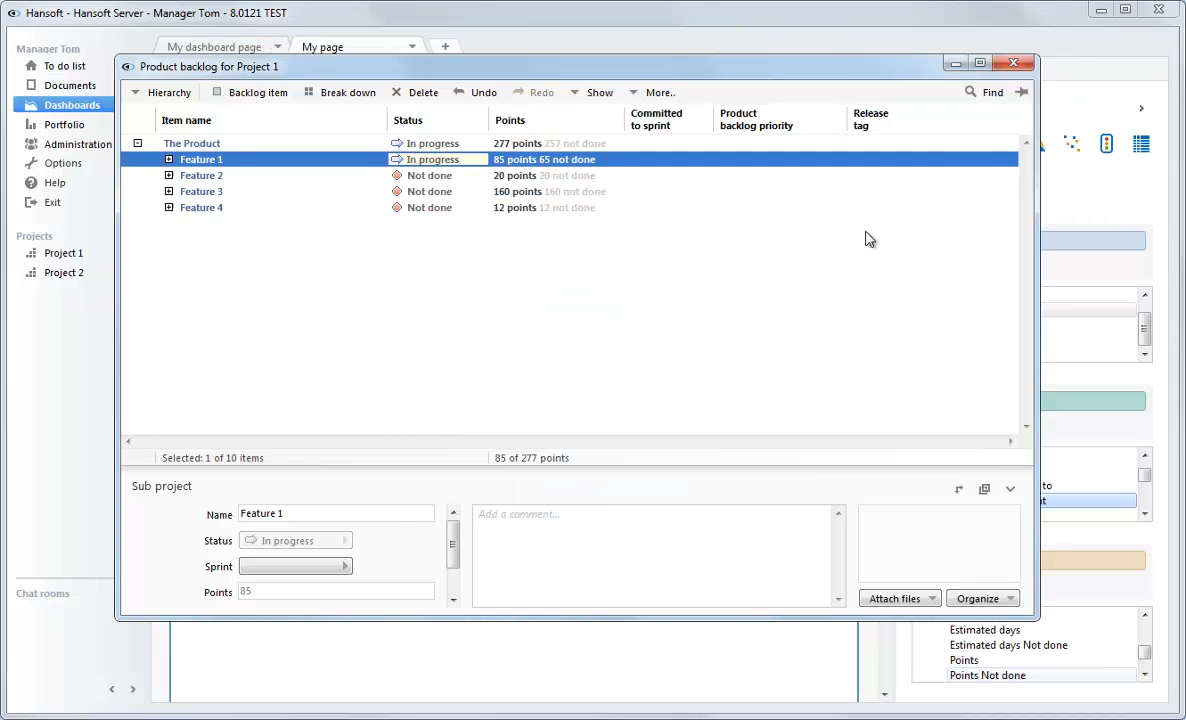 Hansoft - Hansoft Server - Manager Tom - 8.0121 TEST
Manager Tom
To do list
Documents
Dashboards
Portfolio
Administration
Options
Help
Exit
Projects
Project 1
Project 2
Chat rooms
My dashboard page
My page
+
Product backlog for Project 1
Hierarchy Backlog item Break down Delete Undo Redo Show More.. Find
Item name Status Points Committed to sprint Product backlog priority Release tag
The Product In progress 277 points 257 not done
Feature 1 In progress 85 points 65 not done
Feature 2 Not done 20 points 20 not done
Feature 3 Not done 160 points 160 not done
Feature 4 Not done 12 points 12 not done
Selected: 1 of 10 items 85 of 277 points
Sub project
Name Feature 1
Status In progress
Sprint
Points 85
Add a comment...
Attach files Organize
to
Estimated days
Estimated days Not done
Points
Points Not done